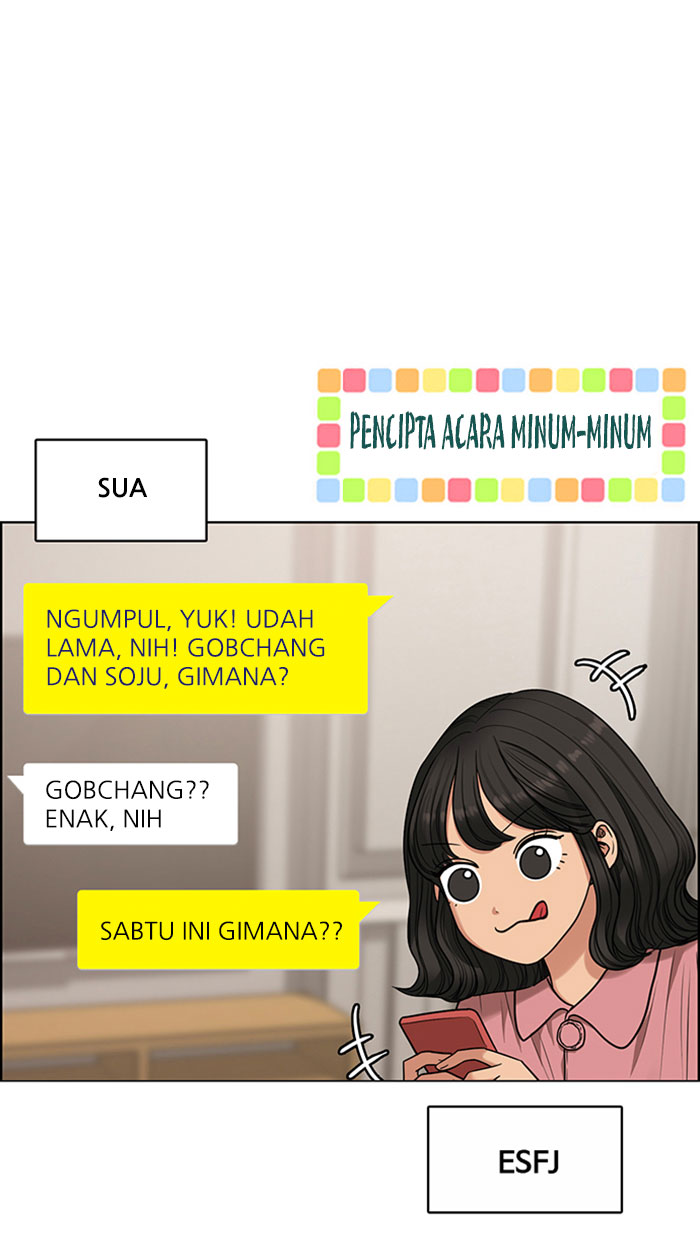 PENCIPTA ACARA MINUM-MINUM
SUA
NGUMPUL, YUK! UDAH
LAMA, NIH! GOBCHANG
DAN SOJU, GIMANA?
GOBCHANG??
ENAK, NIH
SABTU INI GIMANA??
ESFJ